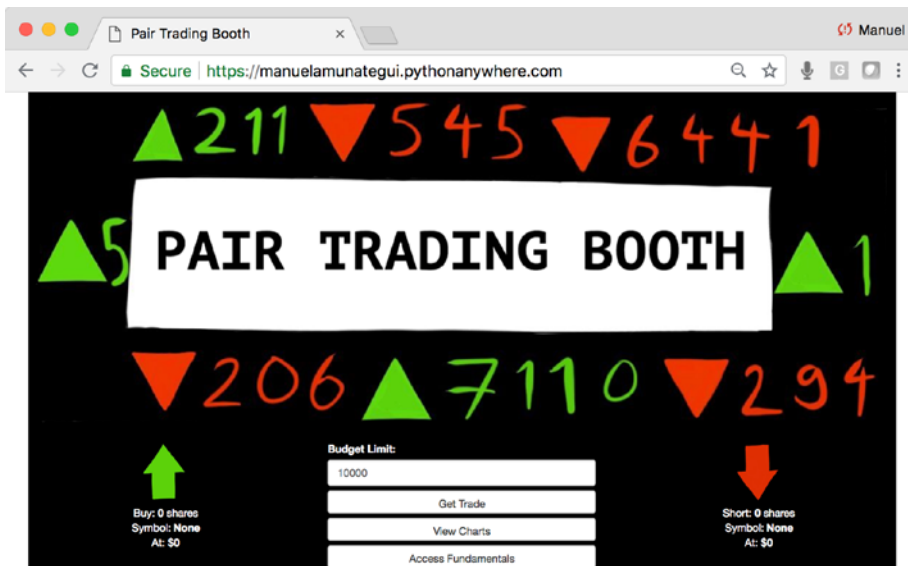 Pair Trading Booth
Manuel
Secure https://manuelamunategui.pythonanywhere.com
G
211 545 6441
5 PAIR TRADING BOOTH 1
206 7110 294
Budget Limit:
10000
Get Trade
View Charts
Access Fundamentals
Buy: 0 shares
Symbol: None
At: $0
Short: 0 shares
Symbol: None
At: $0